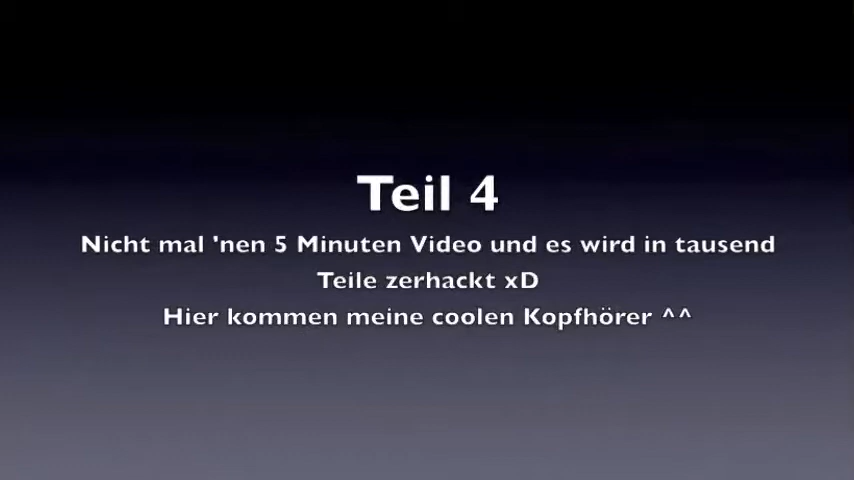 Teil 4
Nicht mal 'nen 5 Minuten Video und es wird in tausend
Teile zerhackt xD
Hier kommen meine coolen Kopfhörer ^^